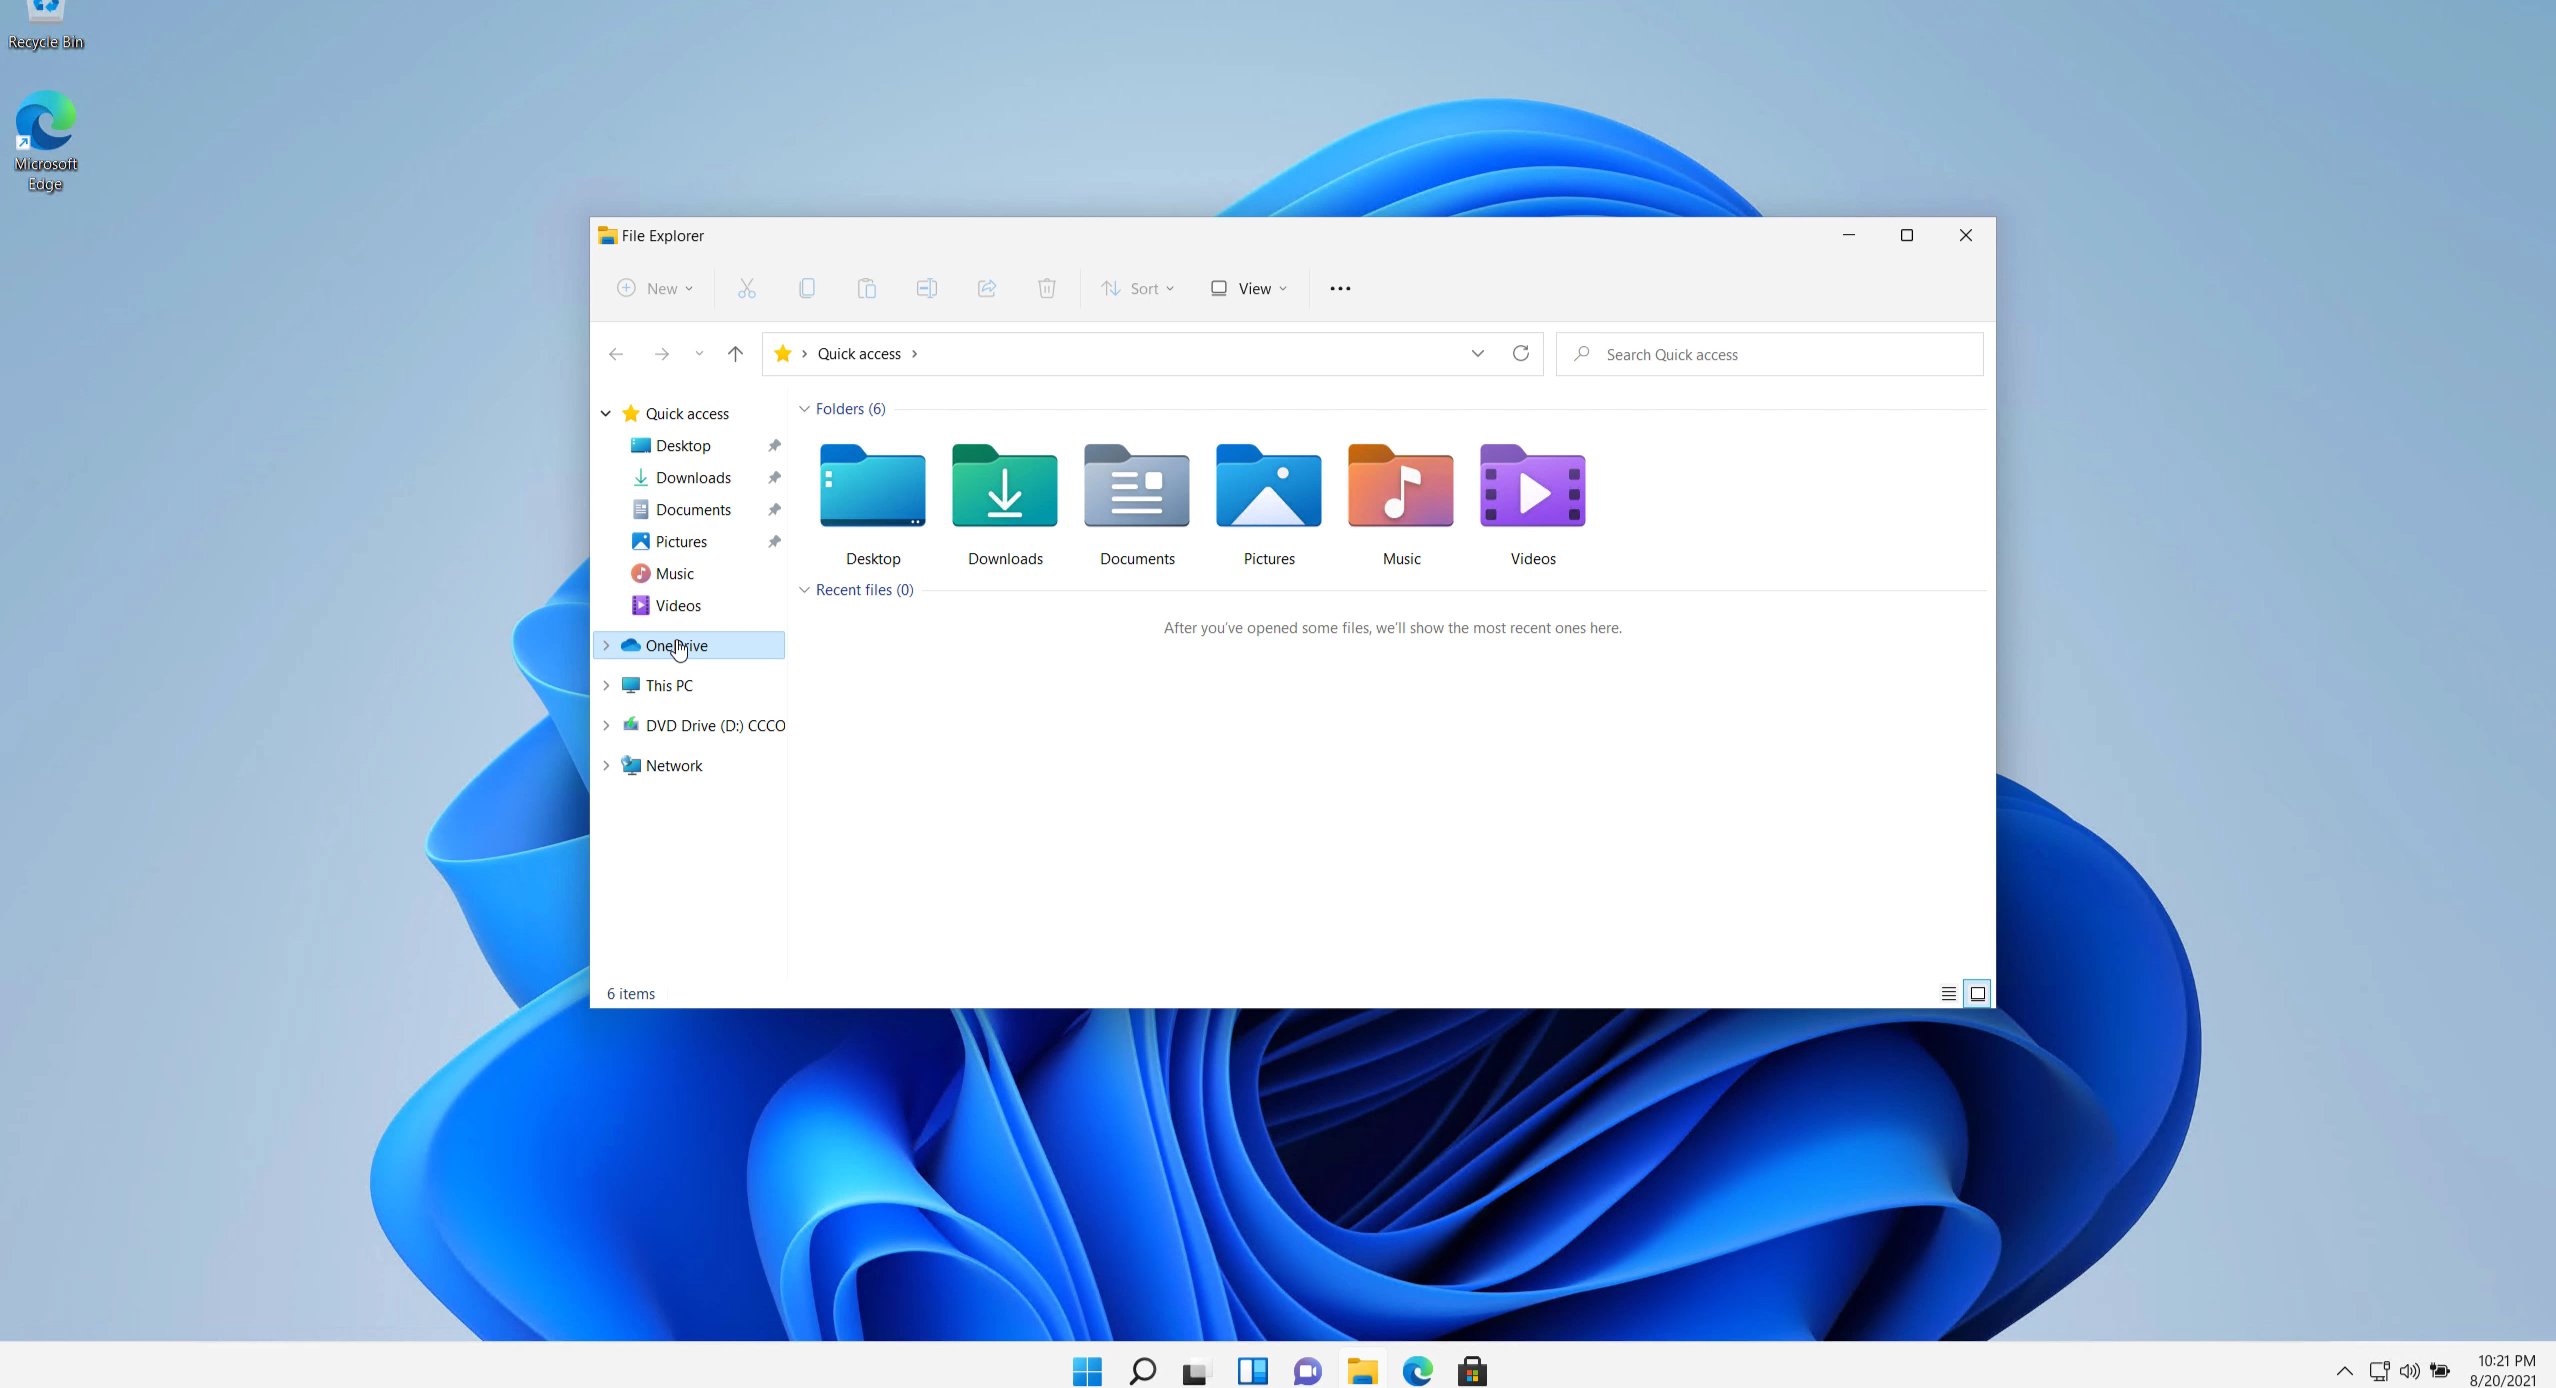 Recycle Bin
Microsoft
Edge
File Explorer
New
Sort
View
Quick access
Search Quick access
Quick access
Desktop
Downloads
Documents
Pictures
Music
Videos
OneDrive
This PC
DVD Drive (D:) CCCO
Network
Folders (6)
Desktop Downloads Documents Pictures Music Videos
Recent files (0)
After you've opened some files, we'll show the most recent ones here.
6 items
10:21 PM
8/20/2021